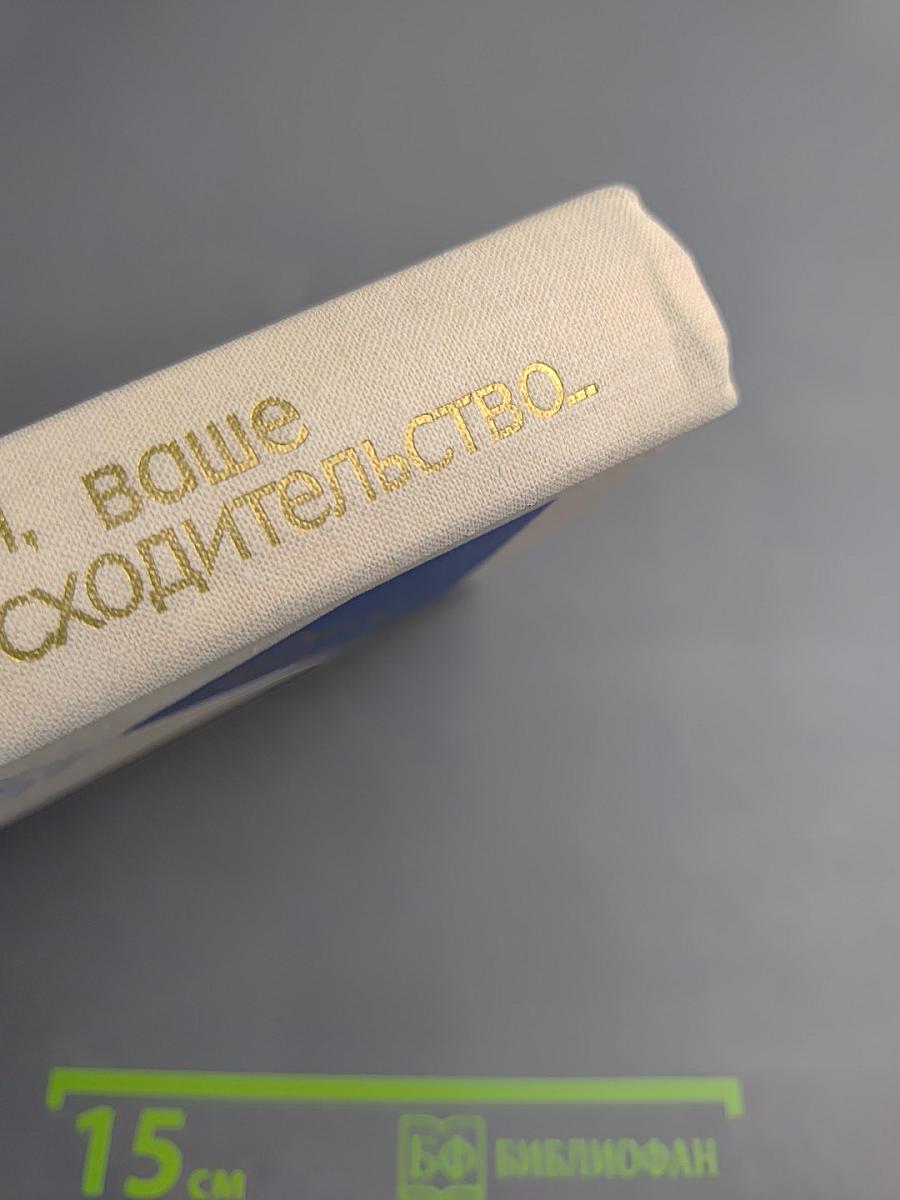 , ваше
сходительство...
15 см
БФ БИБЛИОФАН